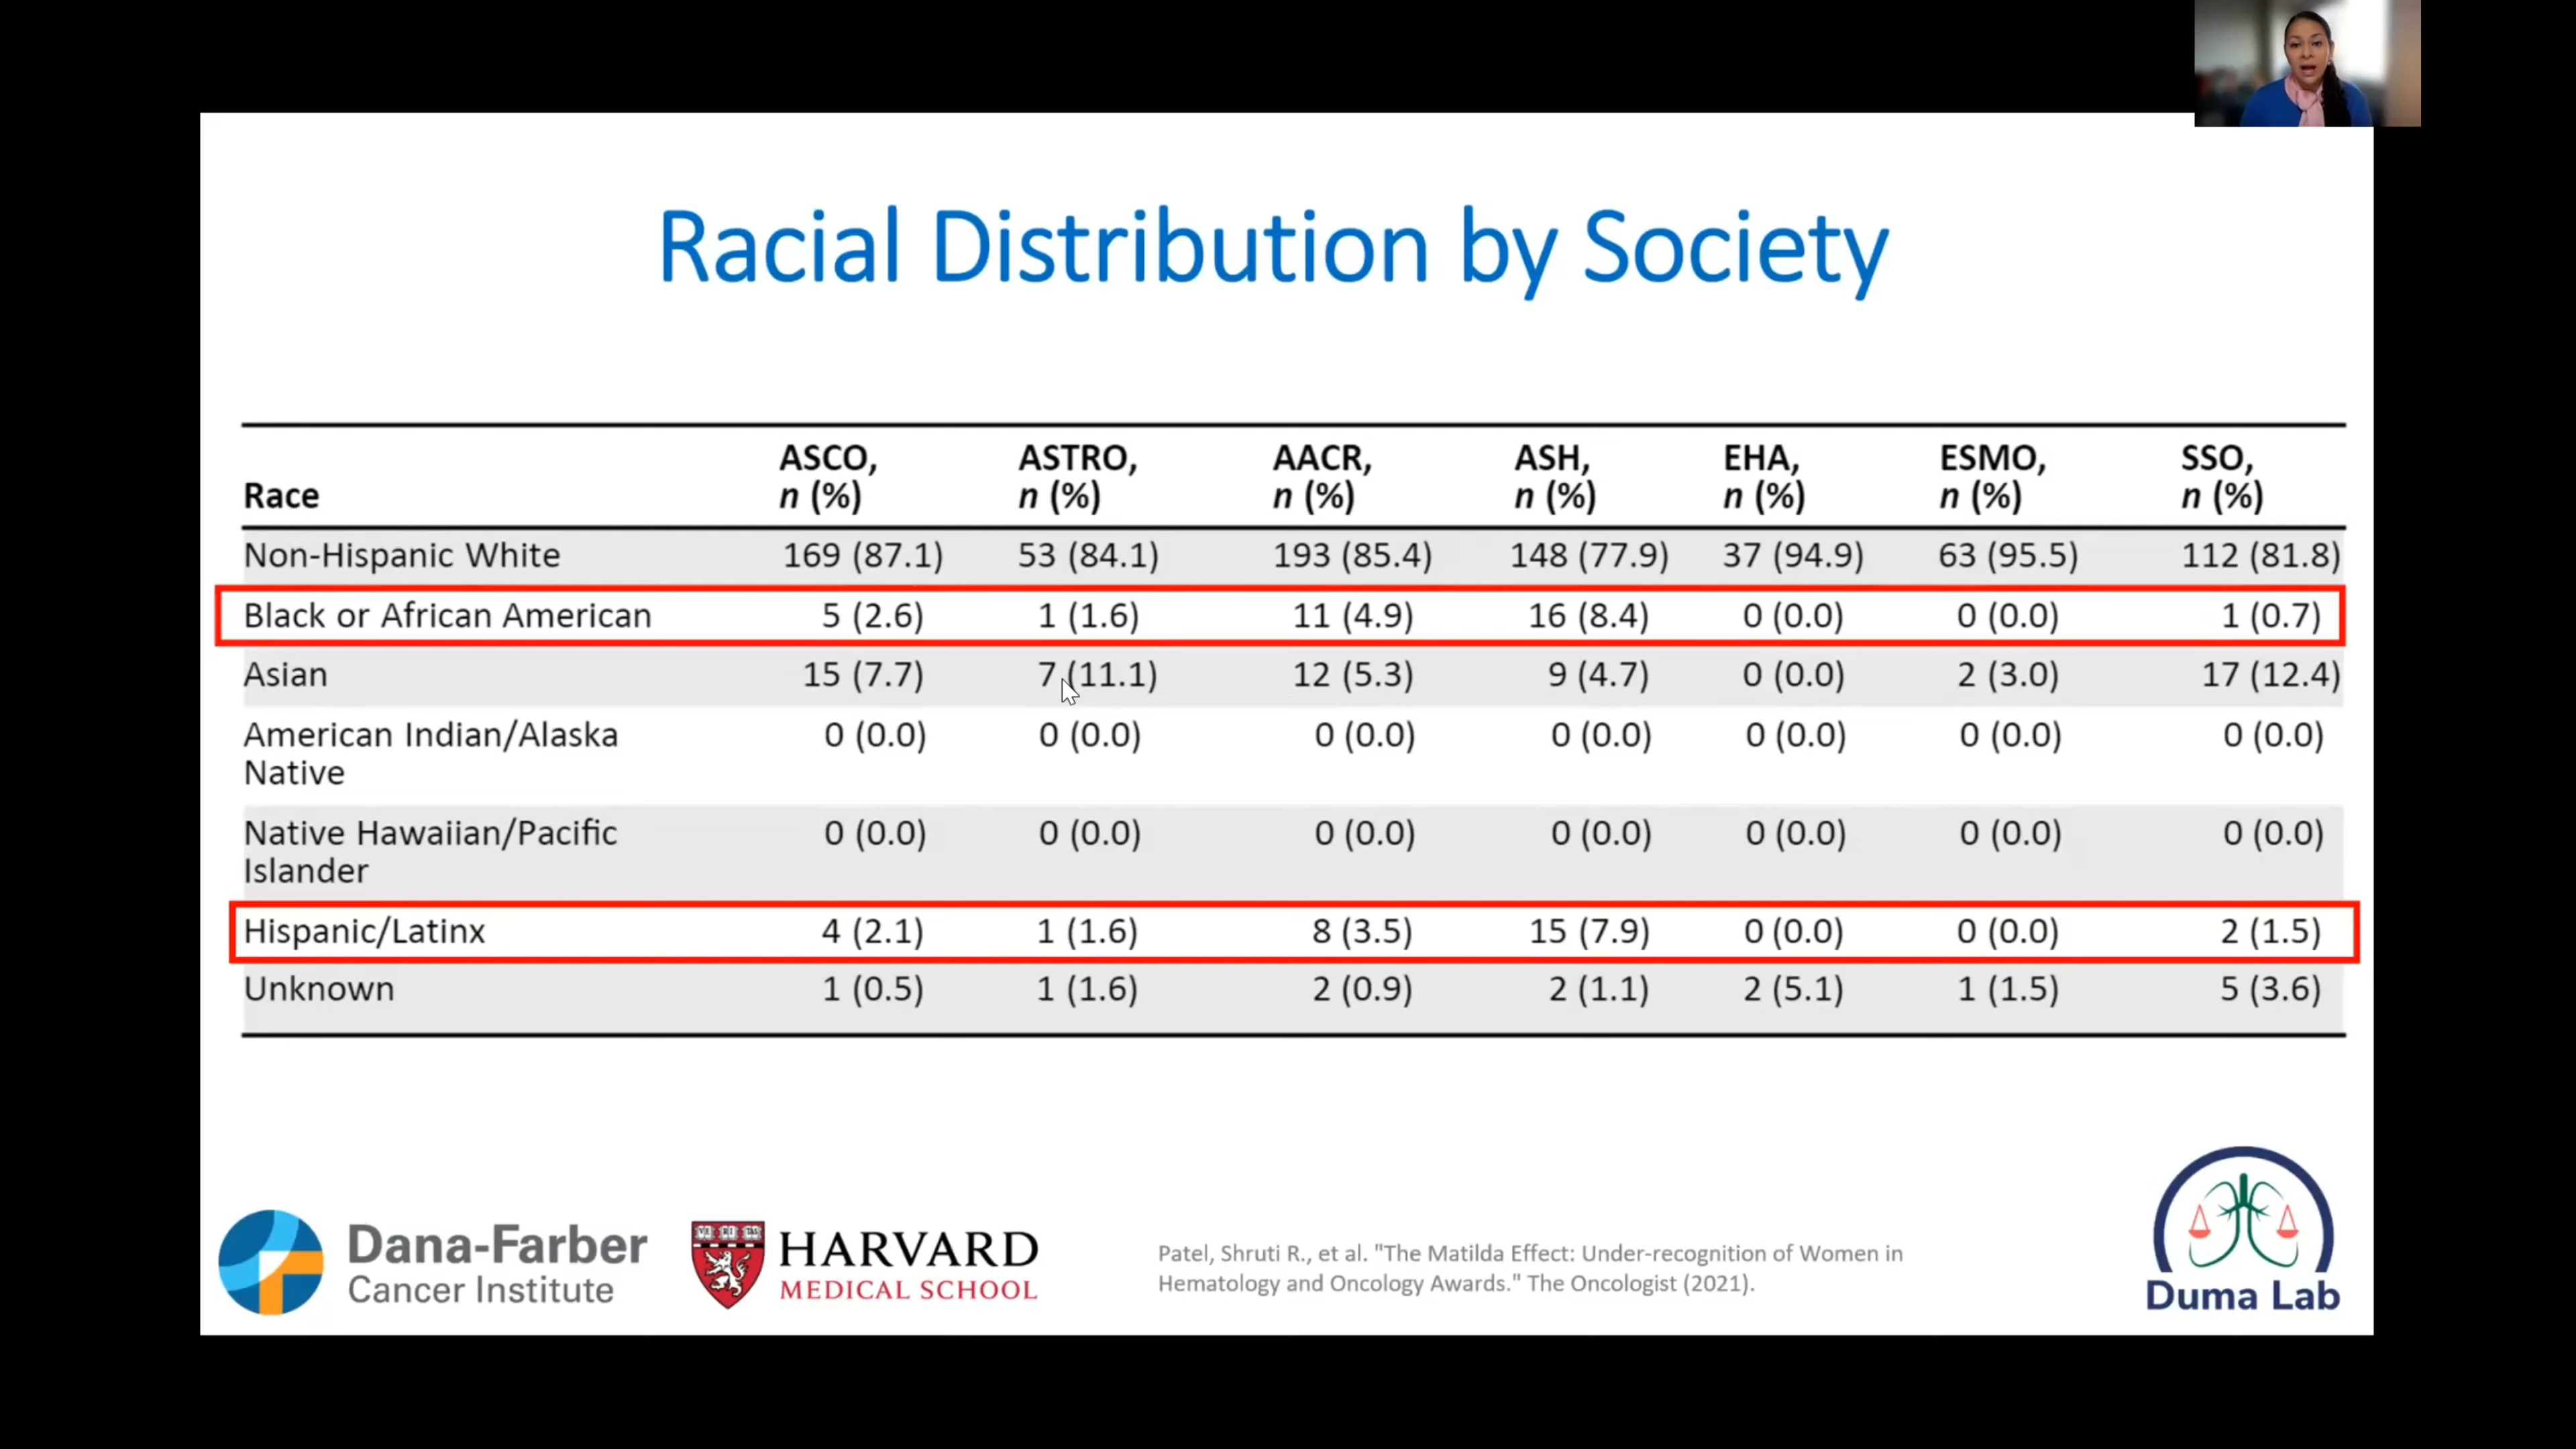 Racial Distribution by Society
Race ASCO, n (%) ASTRO, n (%) AACR, n (%) ASH, n (%) EHA, n (%) ESMO, n (%) SSO, n (%)
Non-Hispanic White 169 (87.1) 53 (84.1) 193 (85.4) 148 (77.9) 37 (94.9) 63 (95.5) 112 (81.8)
Black or African American 5 (2.6) 1 (1.6) 11 (4.9) 16 (8.4) 0 (0.0) 0 (0.0) 1 (0.7)
Asian 15 (7.7) 7 (11.1) 12 (5.3) 9 (4.7) 0 (0.0) 2 (3.0) 17 (12.4)
American Indian/Alaska Native 0 (0.0) 0 (0.0) 0 (0.0) 0 (0.0) 0 (0.0) 0 (0.0) 0 (0.0)
Native Hawaiian/Pacific Islander 0 (0.0) 0 (0.0) 0 (0.0) 0 (0.0) 0 (0.0) 0 (0.0) 0 (0.0)
Hispanic/Latinx 4 (2.1) 1 (1.6) 8 (3.5) 15 (7.9) 0 (0.0) 0 (0.0) 2 (1.5)
Unknown 1 (0.5) 1 (1.6) 2 (0.9) 2 (1.1) 2 (5.1) 1 (1.5) 5 (3.6)
Dana-Farber
Cancer Institute
HARVARD
MEDICAL SCHOOL
Patel, Shruti R., et al. "The Matilda Effect: Under-recognition of Women in
Hematology and Oncology Awards." The Oncologist (2021).
Duma Lab